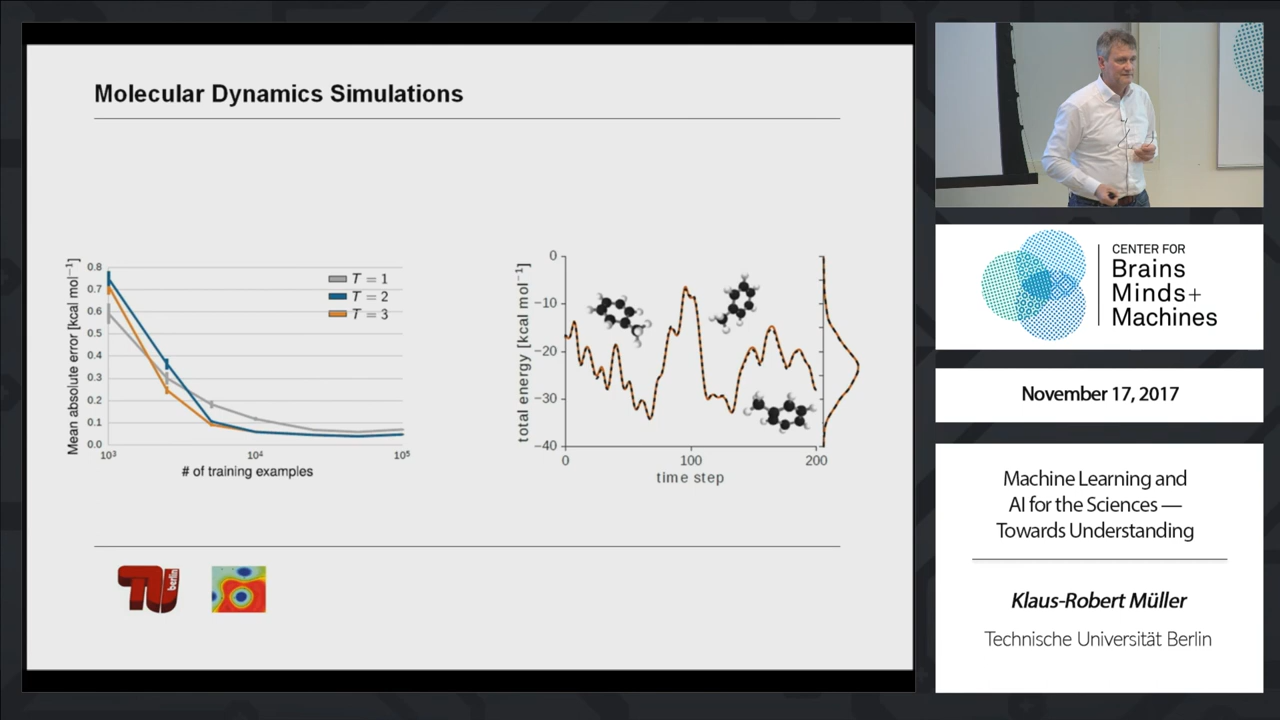 Molecular Dynamics Simulations
Mean absolute error [kcal mol⁻¹]
0.8
0.7
0.6
0.5
0.4
0.3
0.2
0.1
0.0
10³
10⁴
10⁵
# of training examples
T = 1
T = 2
T = 3
total energy [kcal mol⁻¹]
0
−10
−20
−30
−40
0
100
200
time step
TU
berlin
CENTER FOR
Brains
Minds+
Machines
November 17, 2017
Machine Learning and
AI for the Sciences —
Towards Understanding
Klaus-Robert Müller
Technische Universität Berlin